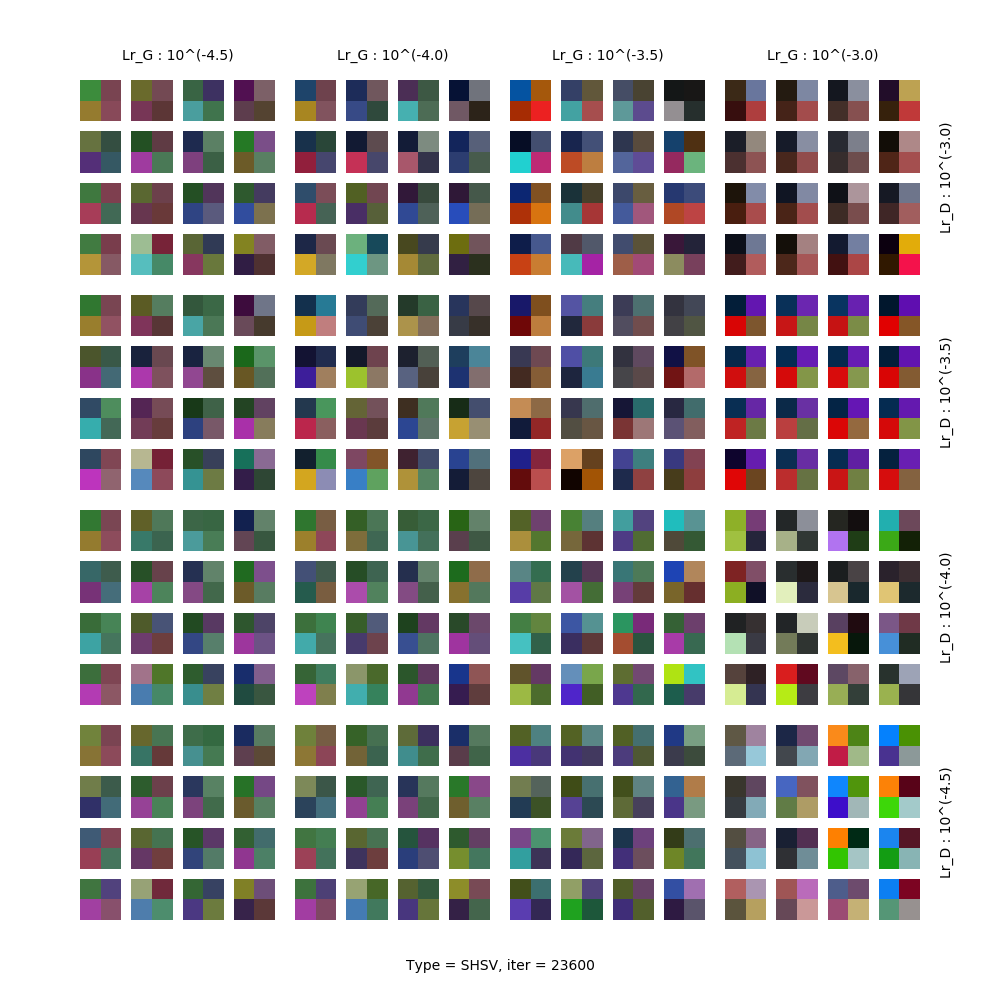 Lr_G : 10^(-4.5)
Lr_G : 10^(-4.0)
Lr_G : 10^(-3.5)
Lr_G : 10^(-3.0)
Lr_D : 10^(-3.0)
Lr_D : 10^(-3.5)
Lr_D : 10^(-4.0)
Lr_D : 10^(-4.5)
Type = SHSV, iter = 23600